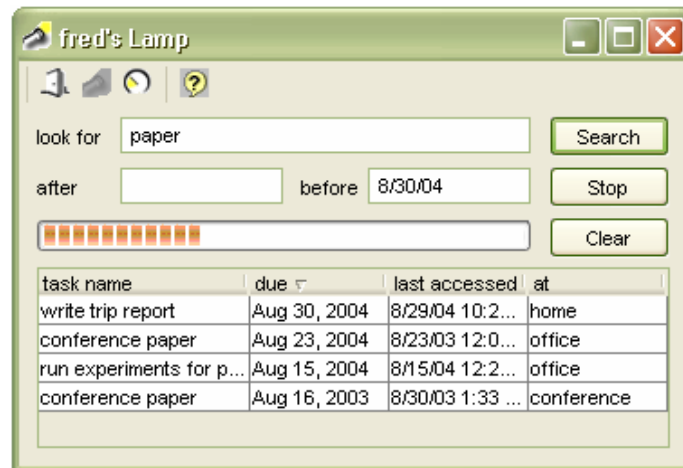 fred's Lamp
look for paper Search
after before 8/30/04 Stop
Clear
task name due last accessed at
write trip report Aug 30, 2004 8/29/04 10:2... home
conference paper Aug 23, 2004 8/23/03 12:0... office
run experiments for p... Aug 15, 2004 8/15/04 12:2... office
conference paper Aug 16, 2003 8/30/03 1:33 ... conference